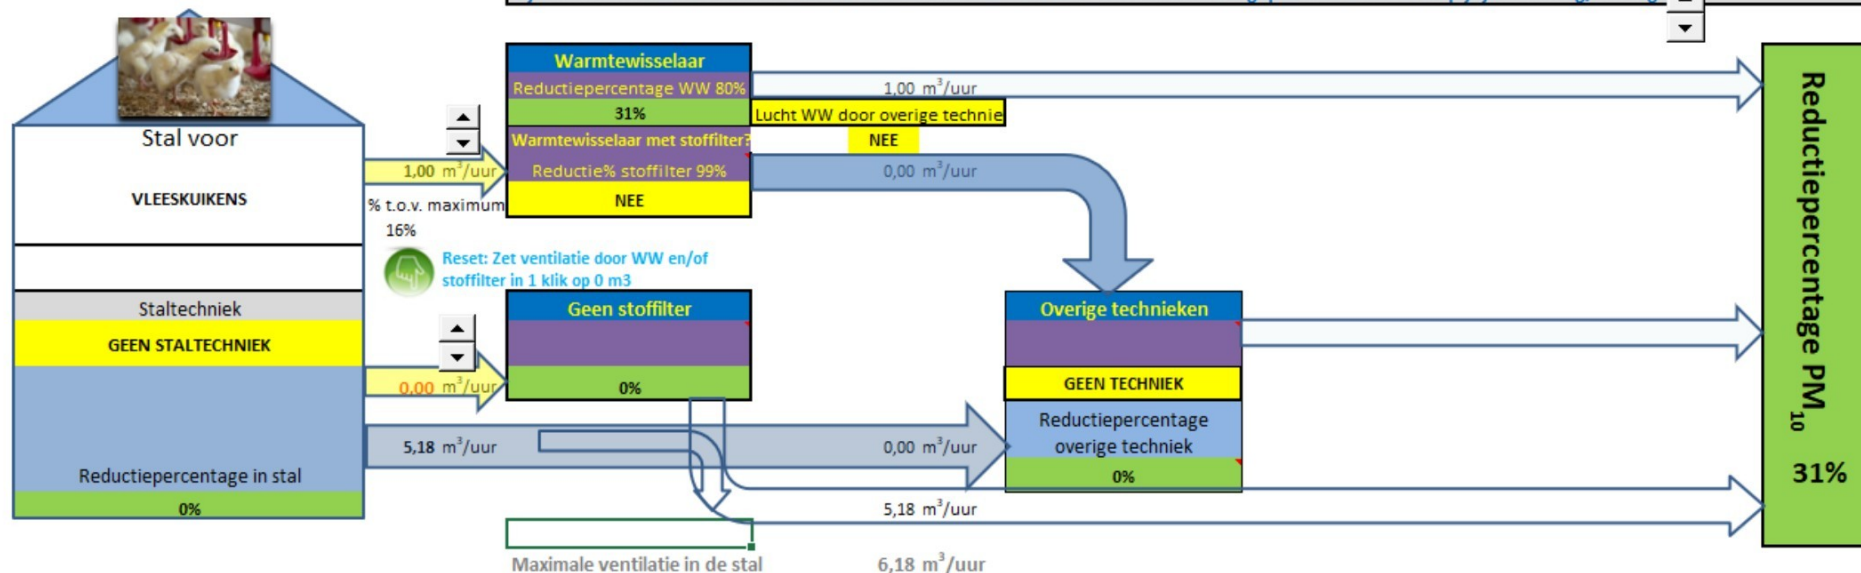 Warmtewisselaar
Reductiepercentage WW 80%
1,00 m³/uur
31%
Lucht WW door overige technie
Stal voor
Warmtewisselaar met stoffilter?
NEE
1,00 m³/uur
Reductie% stoffilter 99%
0,00 m³/uur
VLEESKUIKENS
NEE
% t.o.v. maximum
16%
Reset: Zet ventilatie door WW en/of
stoffilter in 1 klik op 0 m3
Staltechniek
Geen stoffilter
Overige technieken
GEEN STALTECHNIEK
0,00 m³/uur
0%
GEEN TECHNIEK
Reductiepercentage
overige techniek
5,18 m³/uur
0,00 m³/uur
Reductiepercentage in stal
0%
0%
5,18 m³/uur
Maximale ventilatie in de stal
6,18 m³/uur
Reductiepercentage PM₁₀
31%